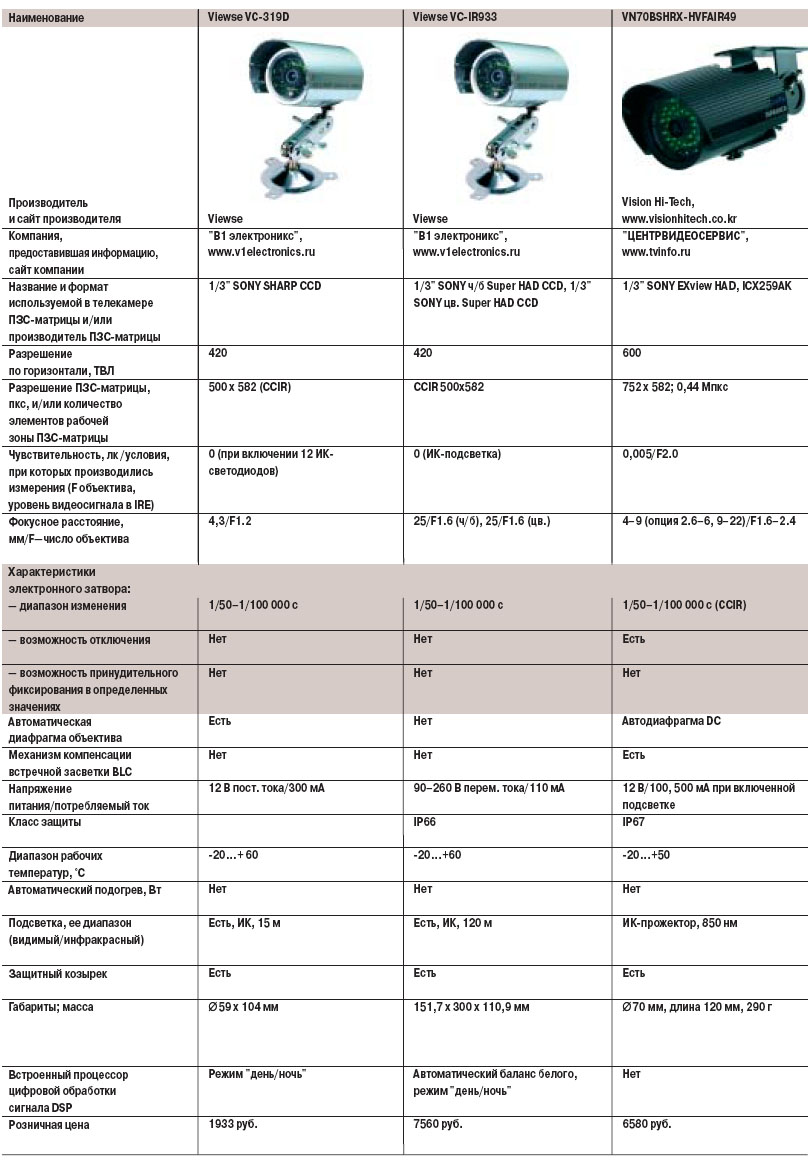 Наименование
Viewse VC-319D
Viewse VC-IR933
VN70BSHRX-HVFAIR49
Производитель
и сайт производителя
Viewse
Viewse
Vision Hi-Tech,
www.visionhitech.co.kr
Компания,
предоставившая информацию,
сайт компании
"В1 электроникс",
www.v1electronics.ru
"В1 электроникс",
www.v1electronics.ru
"ЦЕНТРВИДЕОСЕРВИС",
www.tvinfo.ru
Название и формат
используемой в телекамере
ПЗС-матрицы и/или
производитель ПЗС-матрицы
1/3" SONY SHARP CCD
1/3" SONY ч/б Super HAD CCD, 1/3"
SONY цв. Super HAD CCD
1/3" SONY EXview HAD, ICX259AK
Разрешение
по горизонтали, ТВЛ
420
420
600
Разрешение ПЗС-матрицы,
пкс, и/или количество
элементов рабочей
зоны ПЗС-матрицы
500 x 582 (CCIR)
CCIR 500x582
752 x 582; 0,44 Мпкс
Чувствительность, лк /условия,
при которых производились
измерения (F объектива,
уровень видеосигнала в IRE)
0 (при включении 12 ИК-
светодиодов)
0 (ИК-подсветка)
0,005/F2.0
Фокусное расстояние,
мм/F—число объектива
4,3/F1.2
25/F1.6 (ч/б), 25/F1.6 (цв.)
4–9 (опция 2.6–6, 9–22)/F1.6–2.4
Характеристики
электронного затвора:
— диапазон изменения
1/50–1/100 000 с
1/50–1/100 000 с
1/50–1/100 000 с (CCIR)
— возможность отключения
Нет
Нет
Есть
— возможность принудительного
фиксирования в определенных
значениях
Нет
Нет
Нет
Автоматическая
диафрагма объектива
Есть
Нет
Автодиафрагма DC
Механизм компенсации
встречной засветки BLC
Нет
Нет
Есть
Напряжение
питания/потребляемый ток
12 В пост. тока/300 мА
90–260 В перем. тока/110 мА
12 В/100, 500 мА при включенной
подсветке
Класс защиты
IP66
IP67
Диапазон рабочих
температур, °С
-20...+ 60
-20...+60
-20...+50
Автоматический подогрев, Вт
Нет
Нет
Нет
Подсветка, ее диапазон
(видимый/инфракрасный)
Есть, ИК, 15 м
Есть, ИК, 120 м
ИК-прожектор, 850 нм
Защитный козырек
Есть
Есть
Есть
Габариты; масса
Ø 59 x 104 мм
151,7 x 300 x 110,9 мм
Ø 70 мм, длина 120 мм, 290 г
Встроенный процессор
цифровой обработки
сигнала DSP
Режим "день/ночь"
Автоматический баланс белого,
режим "день/ночь"
Нет
Розничная цена
1933 руб.
7560 руб.
6580 руб.